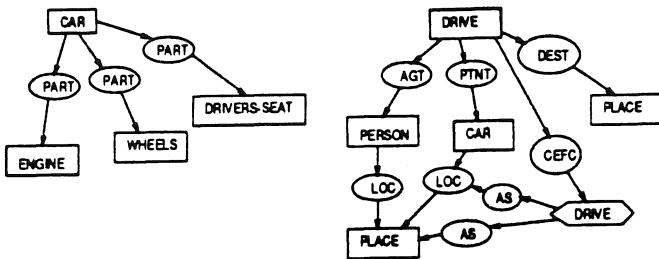 CAR
PART
PART
PART
DRIVERS-SEAT
WHEELS
ENGINE
DRIVE
DEST
AGT
PTNT
PLACE
PERSON
CAR
CEFC
LOC
LOC
AS
DRIVE
PLACE
AS